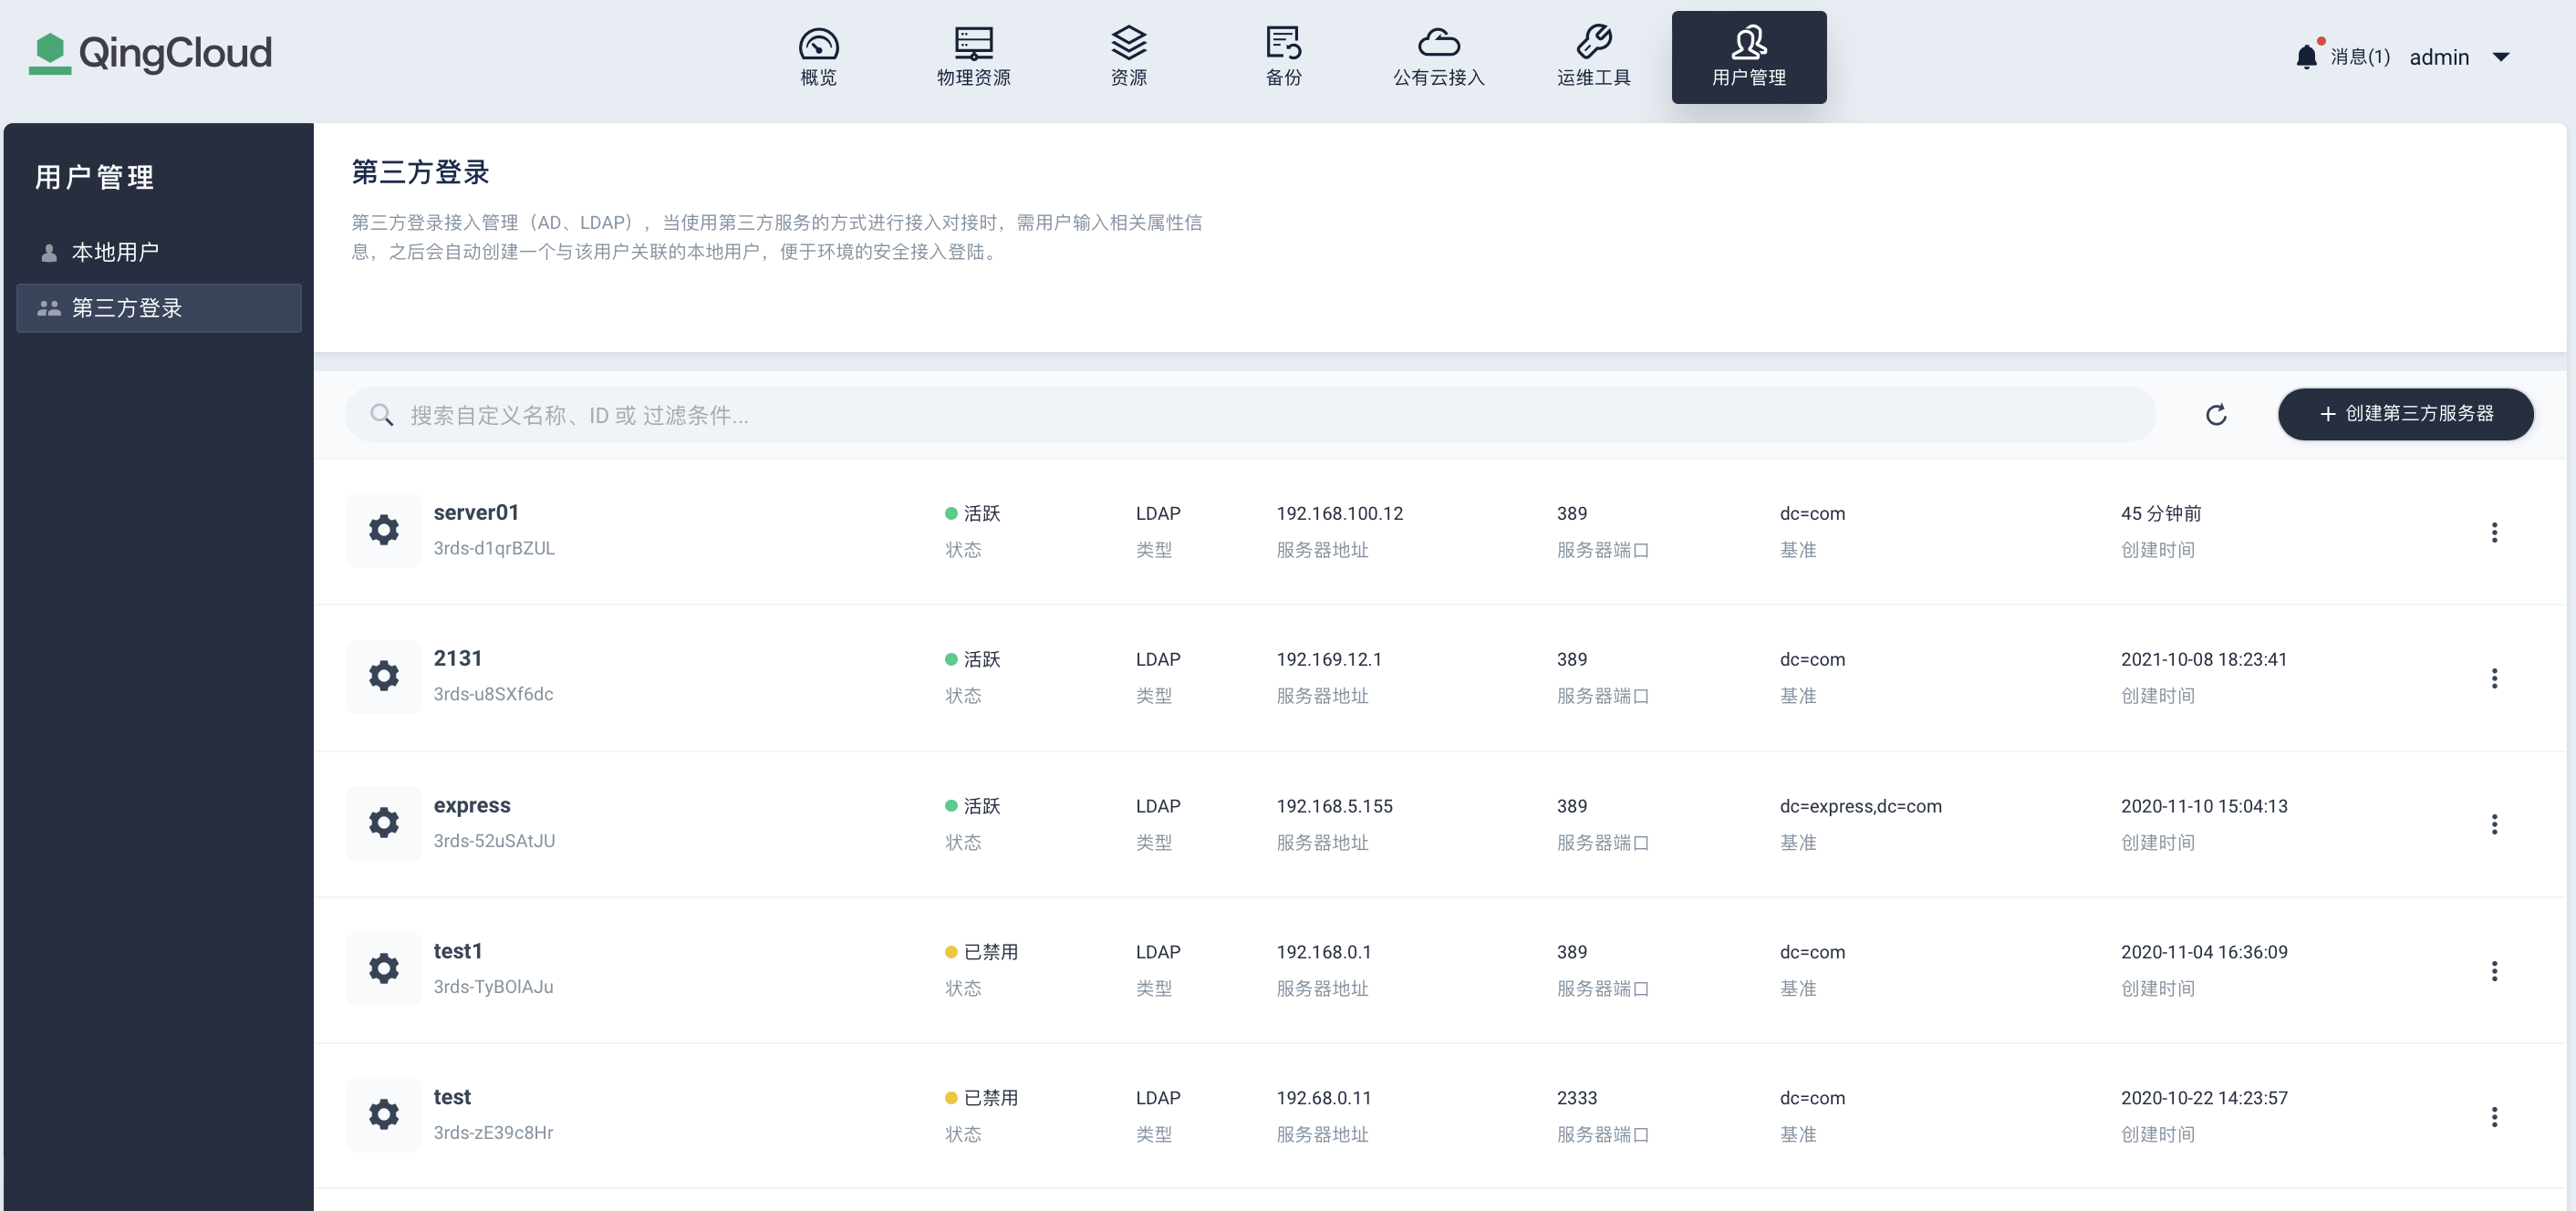 QingCloud
概览
物理资源
资源
备份
公有云接入
运维工具
用户管理
消息(1)
admin
用户管理
本地用户
第三方登录
第三方登录
第三方登录接入管理（AD、LDAP），当使用第三方服务的方式进行接入对接时，需用户输入相关属性信
息，之后会自动创建一个与该用户关联的本地用户，便于环境的安全接入登陆。
搜索自定义名称、ID 或 过滤条件...
+ 创建第三方服务器
server01 活跃 LDAP 192.168.100.12 389 dc=com 45 分钟前
3rds-d1qrBZUL 状态 类型 服务器地址 服务器端口 基准 创建时间
2131 活跃 LDAP 192.169.12.1 389 dc=com 2021-10-08 18:23:41
3rds-u8SXf6dc 状态 类型 服务器地址 服务器端口 基准 创建时间
express 活跃 LDAP 192.168.5.155 389 dc=express,dc=com 2020-11-10 15:04:13
3rds-52uSAtJU 状态 类型 服务器地址 服务器端口 基准 创建时间
test1 已禁用 LDAP 192.168.0.1 389 dc=com 2020-11-04 16:36:09
3rds-TyBOlAJu 状态 类型 服务器地址 服务器端口 基准 创建时间
test 已禁用 LDAP 192.68.0.11 2333 dc=com 2020-10-22 14:23:57
3rds-zE39c8Hr 状态 类型 服务器地址 服务器端口 基准 创建时间